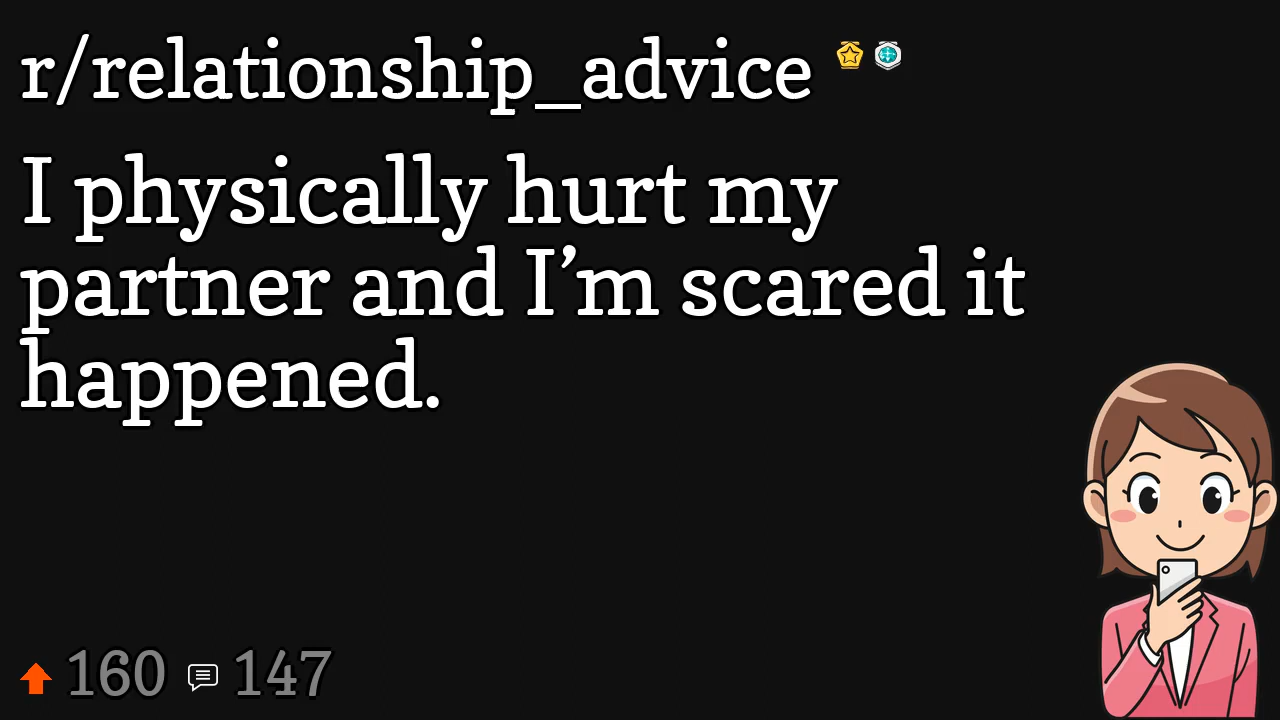 r/relationship_advice
I physically hurt my
partner and I’m scared it
happened.
160 147